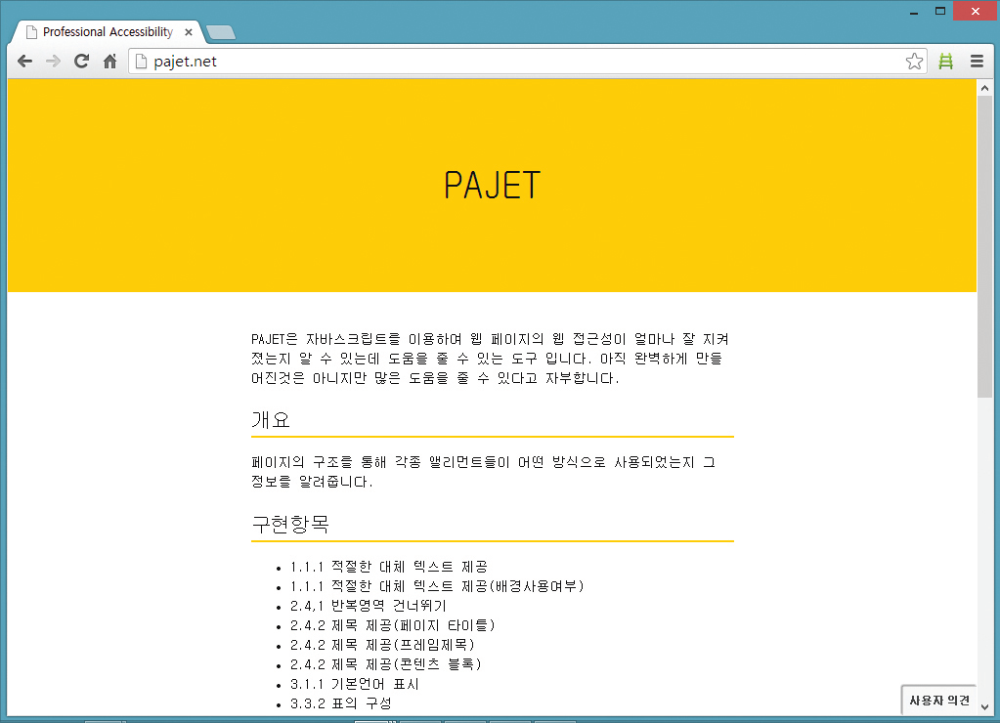 Professional Accessibility
pajet.net
PAJET
PAJET은 자바스크립트를 이용하여 웹 페이지의 웹 접근성이 얼마나 잘 지켜
졌는지 알 수 있는데 도움을 줄 수 있는 도구 입니다. 아직 완벽하게 만들
어진것은 아니지만 많은 도움을 줄 수 있다고 자부합니다.
개요
페이지의 구조를 통해 각종 앨리먼트들이 어떤 방식으로 사용되었는지 그
정보를 알려줍니다.
구현항목
• 1.1.1 적절한 대체 텍스트 제공
• 1.1.1 적절한 대체 텍스트 제공(배경사용여부)
• 2.4,1 반복영역 건너뛰기
• 2.4.2 제목 제공(페이지 타이틀)
• 2.4.2 제목 제공(프레임제목)
• 2.4.2 제목 제공(콘텐츠 블록)
• 3.1.1 기본언어 표시
• 3.3.2 표의 구성
사용자 의견